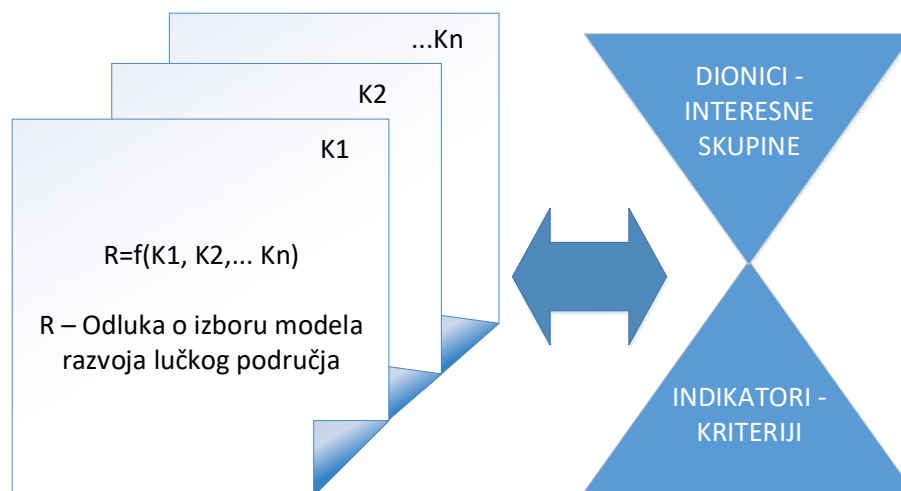 ...Kn
K2
K1
R=f(K1, K2,... Kn)
R – Odluka o izboru modela
razvoja lučkog područja
DIONICI -
INTERESNE
SKUPINE
INDIKATORI -
KRITERIJI